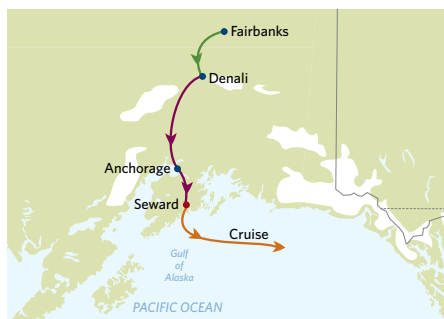 Fairbanks
Denali
Anchorage
Seward
Cruise
Gulf
of
Alaska
PACIFIC OCEAN